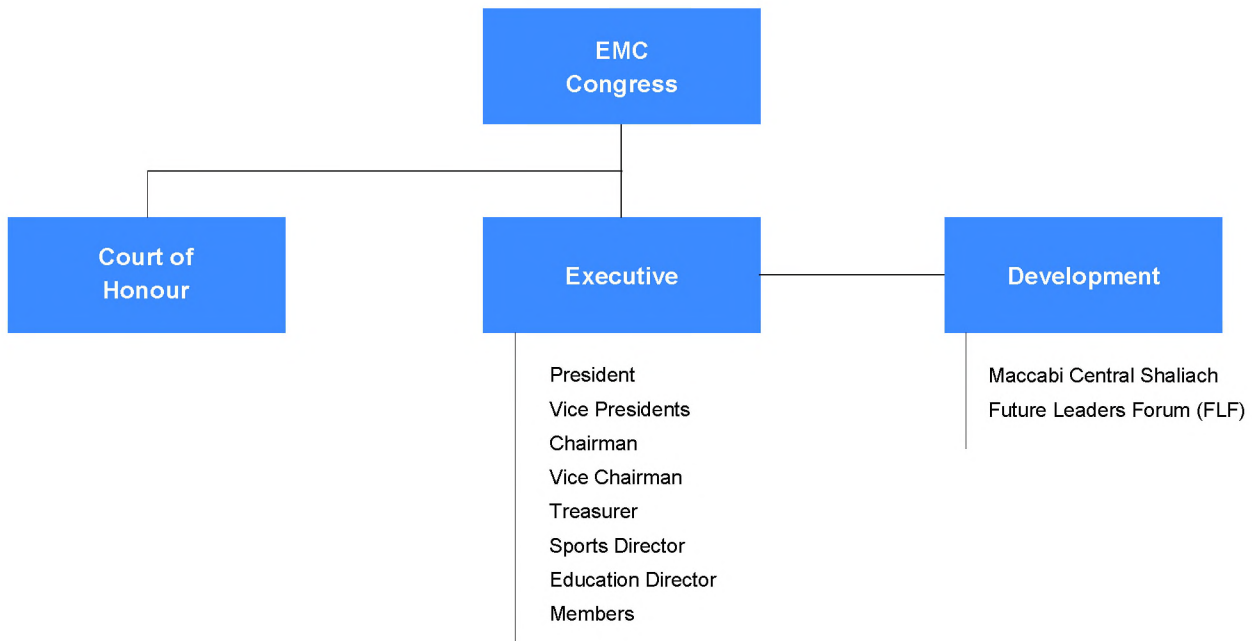 EMC
Congress
Court of
Honour
Executive
Development
President
Vice Presidents
Chairman
Vice Chairman
Treasurer
Sports Director
Education Director
Members
Maccabi Central Shaliach
Future Leaders Forum (FLF)